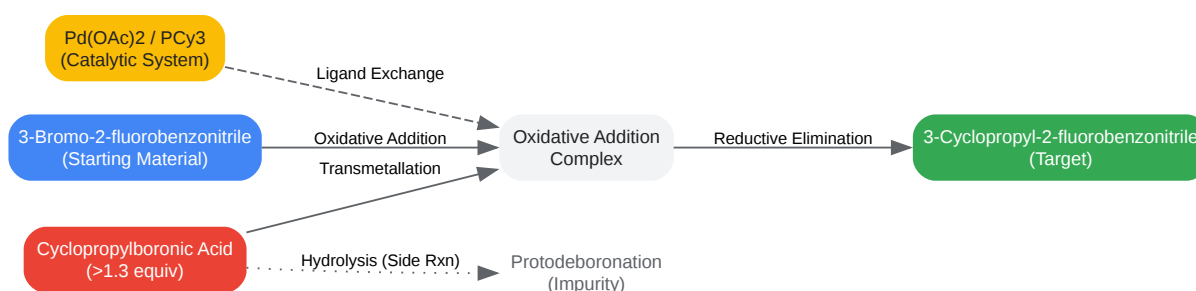 Pd(OAc)2 / PCy3
(Catalytic System)
Ligand Exchange
3-Bromo-2-fluorobenzonitrile
(Starting Material)
Oxidative Addition
Transmetallation
Oxidative Addition
Complex
Reductive Elimination
3-Cyclopropyl-2-fluorobenzonitrile
(Target)
Cyclopropylboronic Acid
(>1.3 equiv)
Hydrolysis (Side Rxn)
Protodeboronation
(Impurity)